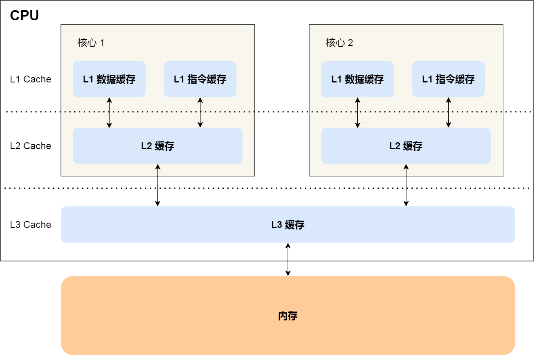 CPU
核心 1
核心 2
L1 Cache
L1 数据缓存
L1 指令缓存
L1 数据缓存
L1 指令缓存
L2 Cache
L2 缓存
L2 缓存
L3 Cache
L3 缓存
内存